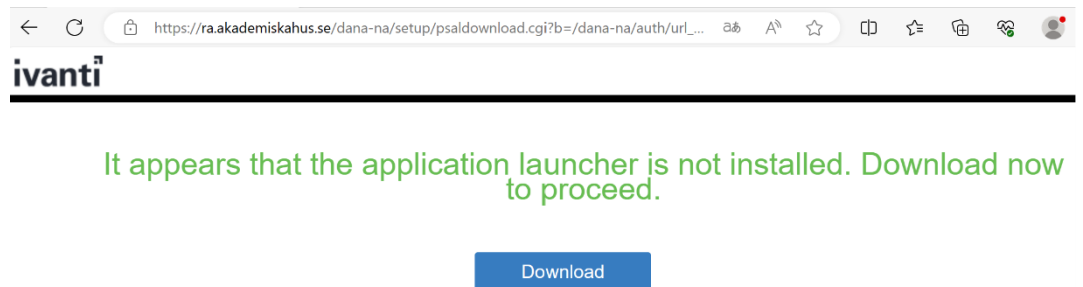 https://ra.akademiskahus.se/dana-na/setup/psaldownload.cgi?b=/dana-na/auth/url_...
ivanti
It appears that the application launcher is not installed. Download now
to proceed.
Download